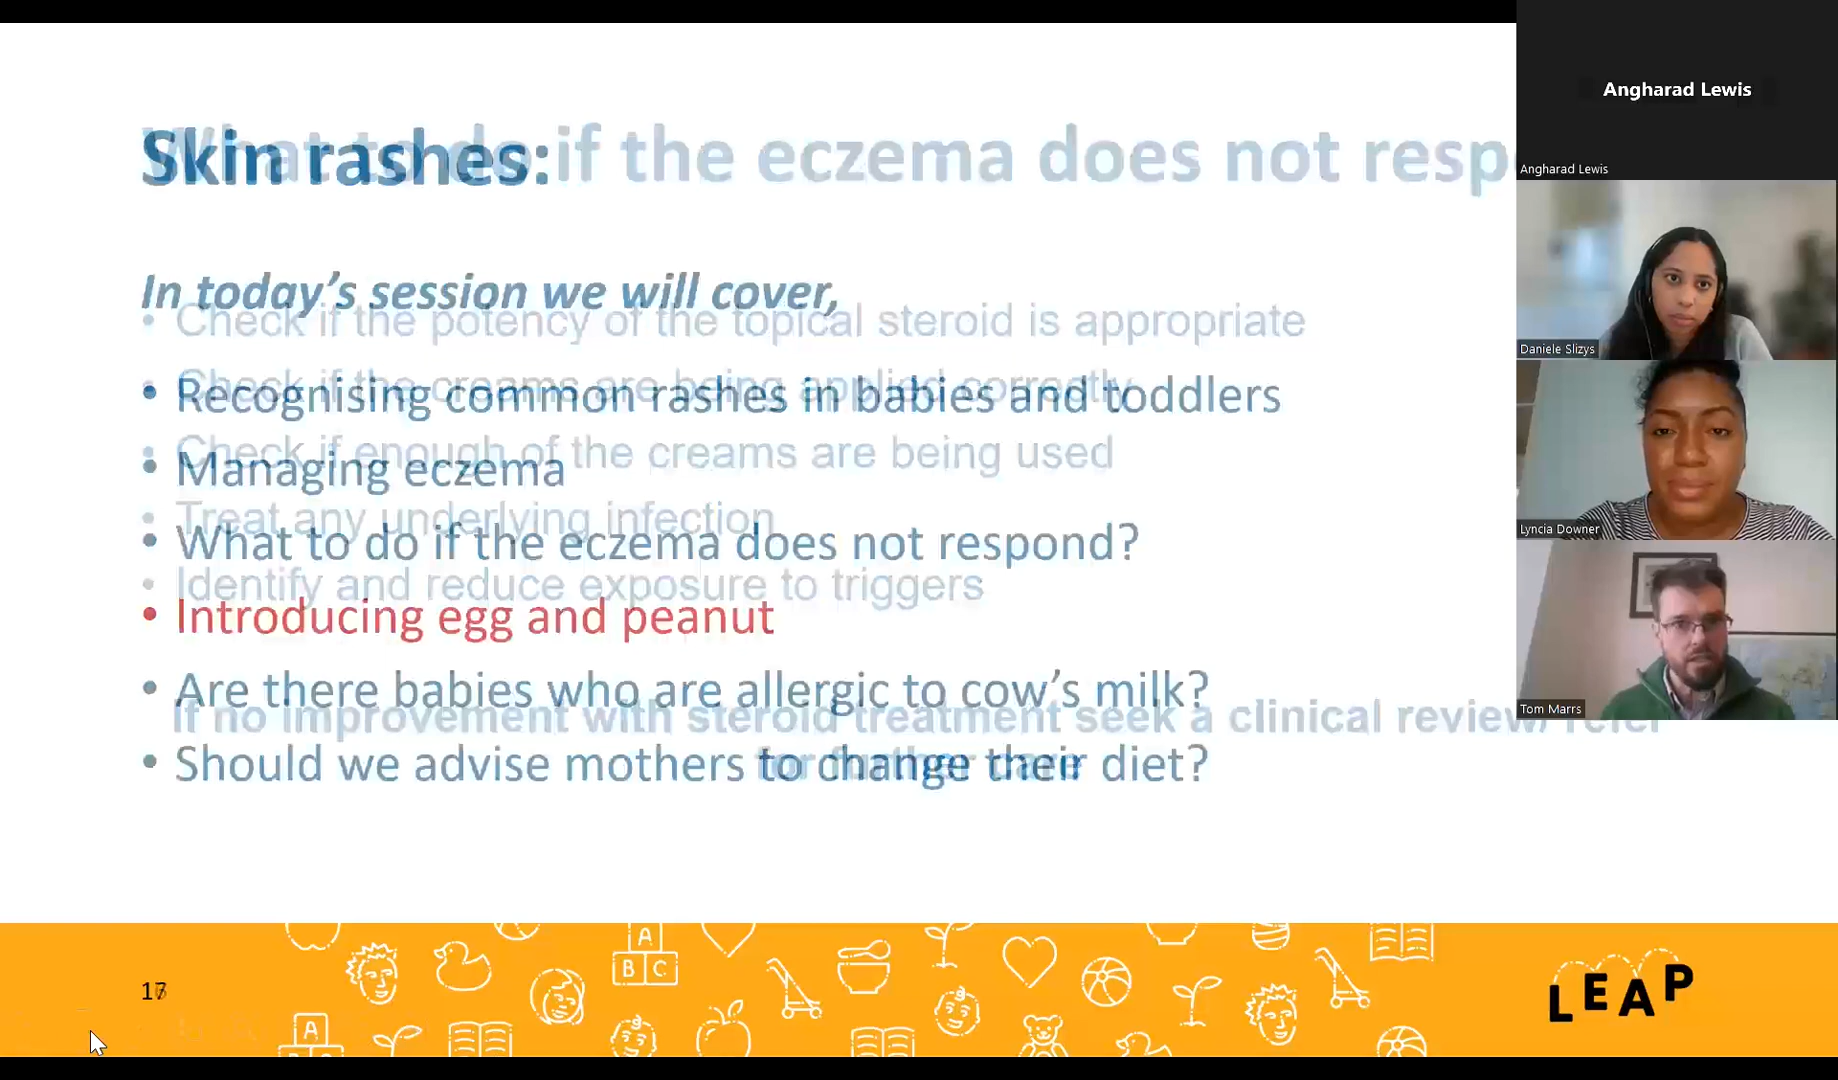 Skin rashes:
What to do if the eczema does not resp
In today's session we will cover,
• Check if the potency of the topical steroid is appropriate
• Check if the creams are being applied correctly
• Recognising common rashes in babies and toddlers
• Check if enough of the creams are being used
• Managing eczema
• Treat any underlying infection
• What to do if the eczema does not respond?
• Identify and reduce exposure to triggers
• Introducing egg and peanut
• Are there babies who are allergic to cow's milk?
If no improvement with steroid treatment seek a clinical review/ refer
for further care
• Should we advise mothers to change their diet?
Angharad Lewis
Angharad Lewis
Daniele Slizys
Lyncia Downer
Tom Marrs
A
B C
A
17
LEAP